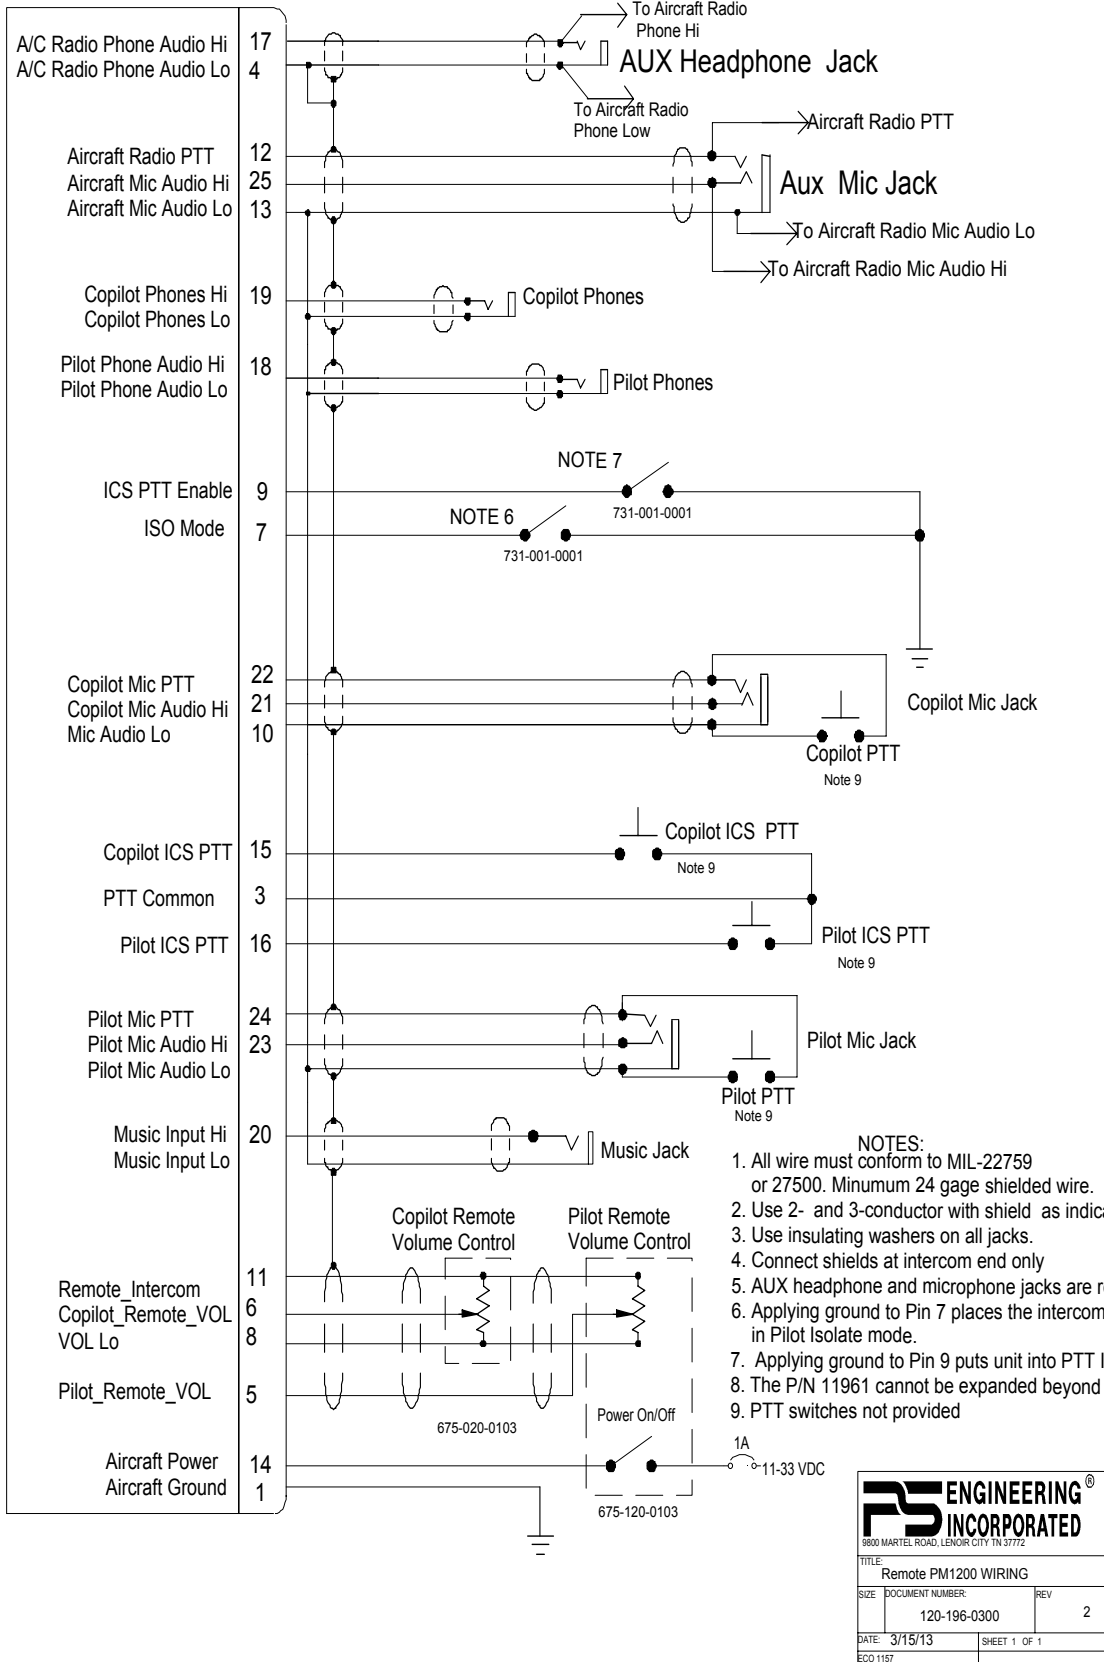 To Aircraft Radio
Phone Hi
A/C Radio Phone Audio Hi 17
A/C Radio Phone Audio Lo 4
AUX Headphone Jack
To Aircraft Radio
Phone Low
Aircraft Radio PTT
Aircraft Radio PTT 12
Aircraft Mic Audio Hi 25
Aircraft Mic Audio Lo 13
Aux Mic Jack
To Aircraft Radio Mic Audio Lo
To Aircraft Radio Mic Audio Hi
Copilot Phones Hi 19
Copilot Phones Lo
Copilot Phones
Pilot Phone Audio Hi 18
Pilot Phone Audio Lo
Pilot Phones
NOTE 7
ICS PTT Enable 9
731-001-0001
NOTE 6
ISO Mode 7
731-001-0001
Copilot Mic PTT 22
Copilot Mic Audio Hi 21
Mic Audio Lo 10
Copilot Mic Jack
Copilot PTT
Note 9
Copilot ICS PTT
Copilot ICS PTT 15
Note 9
PTT Common 3
Pilot ICS PTT 16
Pilot ICS PTT
Note 9
Pilot Mic PTT 24
Pilot Mic Audio Hi 23
Pilot Mic Audio Lo
Pilot Mic Jack
Pilot PTT
Note 9
Music Input Hi 20
Music Input Lo
Music Jack
NOTES:
1. All wire must conform to MIL-22759
or 27500. Minumum 24 gage shielded wire.
2. Use 2- and 3-conductor with shield as indica
3. Use insulating washers on all jacks.
4. Connect shields at intercom end only
5. AUX headphone and microphone jacks are r
6. Applying ground to Pin 7 places the intercom
in Pilot Isolate mode.
7. Applying ground to Pin 9 puts unit into PTT I
8. The P/N 11961 cannot be expanded beyond
9. PTT switches not provided
Copilot Remote
Volume Control
Pilot Remote
Volume Control
Remote_Intercom 11
Copilot_Remote_VOL 6
VOL Lo 8
Pilot_Remote_VOL 5
675-020-0103
Power On/Off
Aircraft Power 14
Aircraft Ground 1
1A
11-33 VDC
675-120-0103
PS ENGINEERING ®
INCORPORATED
9800 MARTEL ROAD, LENOIR CITY TN 37772
TITLE:
Remote PM1200 WIRING
SIZE DOCUMENT NUMBER: REV
120-196-0300 2
DATE: 3/15/13 SHEET 1 OF 1
ECO 1157